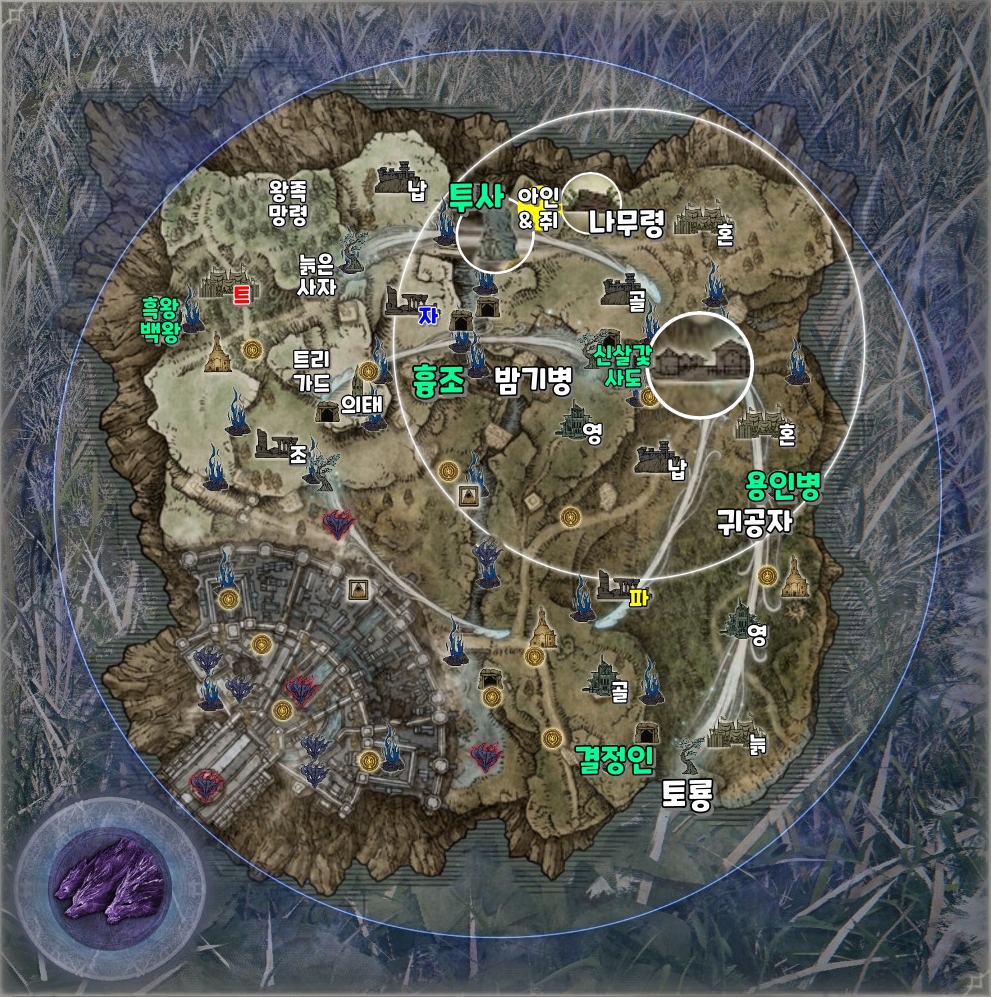 왕족
망령
납
투사
아인
& 쥐
나무령
혼
늙은
사자
트
흑왕
백왕
자
골
트리
가드
의태
흉조
밤기병
신살갗
사도
영
조
납
혼
용인병
귀공자
파
영
골
결정인
늙
토룡